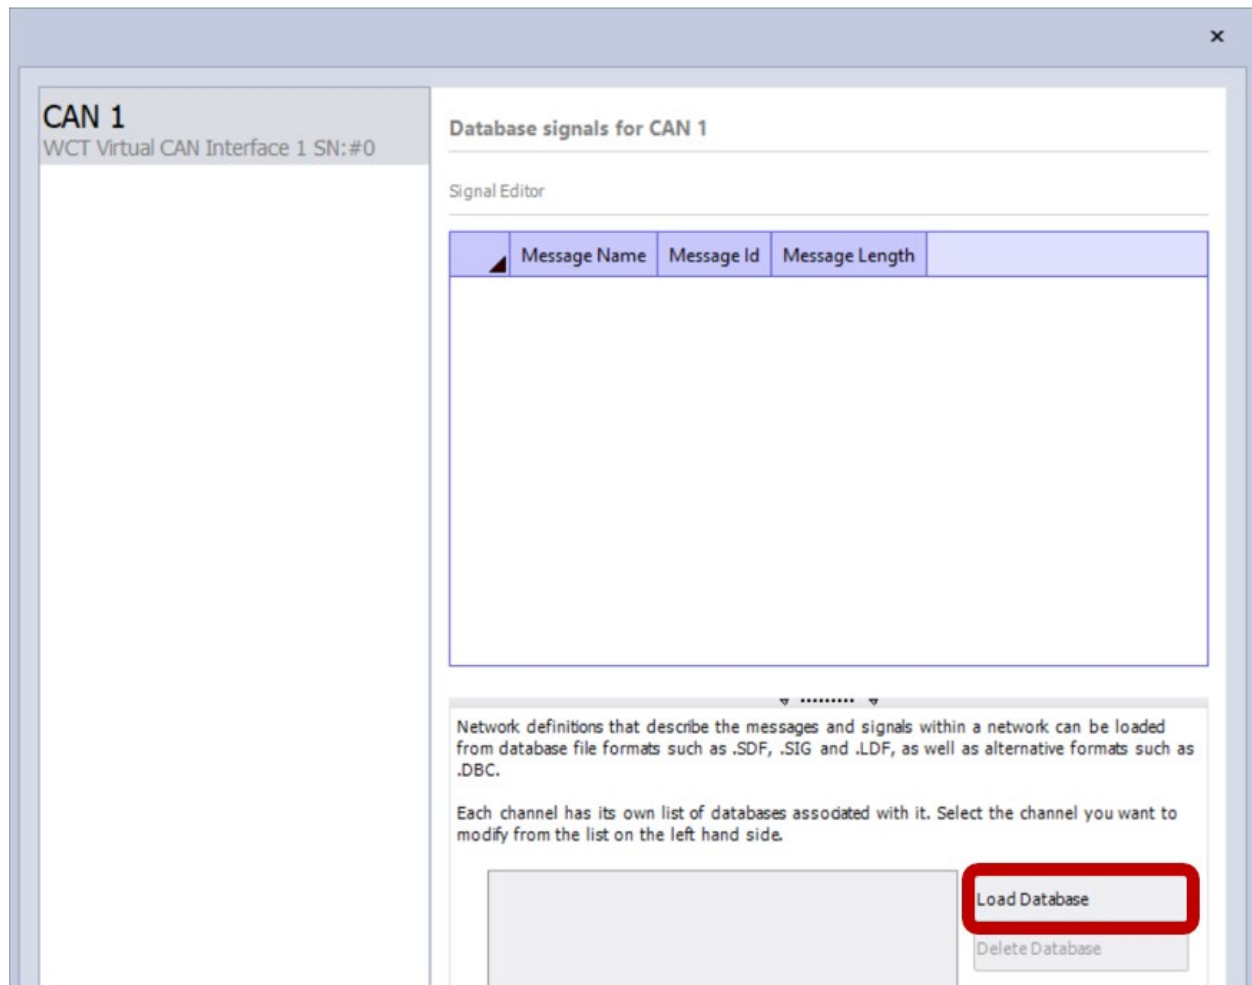 CAN 1
WCT Virtual CAN Interface 1 SN:#0
Database signals for CAN 1
Signal Editor
Message Name Message Id Message Length
Network definitions that describe the messages and signals within a network can be loaded
from database file formats such as .SDF, .SIG and .LDF, as well as alternative formats such as
.DBC.
Each channel has its own list of databases associated with it. Select the channel you want to
modify from the list on the left hand side.
Load Database
Delete Database